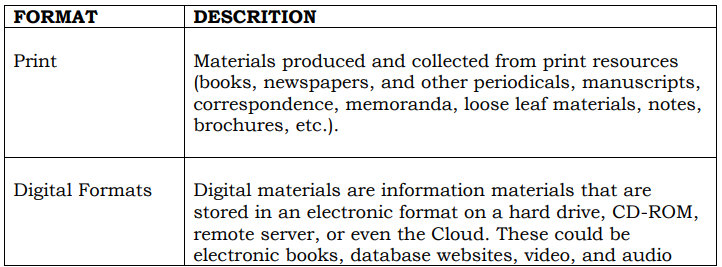 FORMAT DESCRITION
Print Materials produced and collected from print resources
(books, newspapers, and other periodicals, manuscripts,
correspondence, memoranda, loose leaf materials, notes,
brochures, etc.).
Digital Formats Digital materials are information materials that are
stored in an electronic format on a hard drive, CD-ROM,
remote server, or even the Cloud. These could be
electronic books, database websites, video, and audio